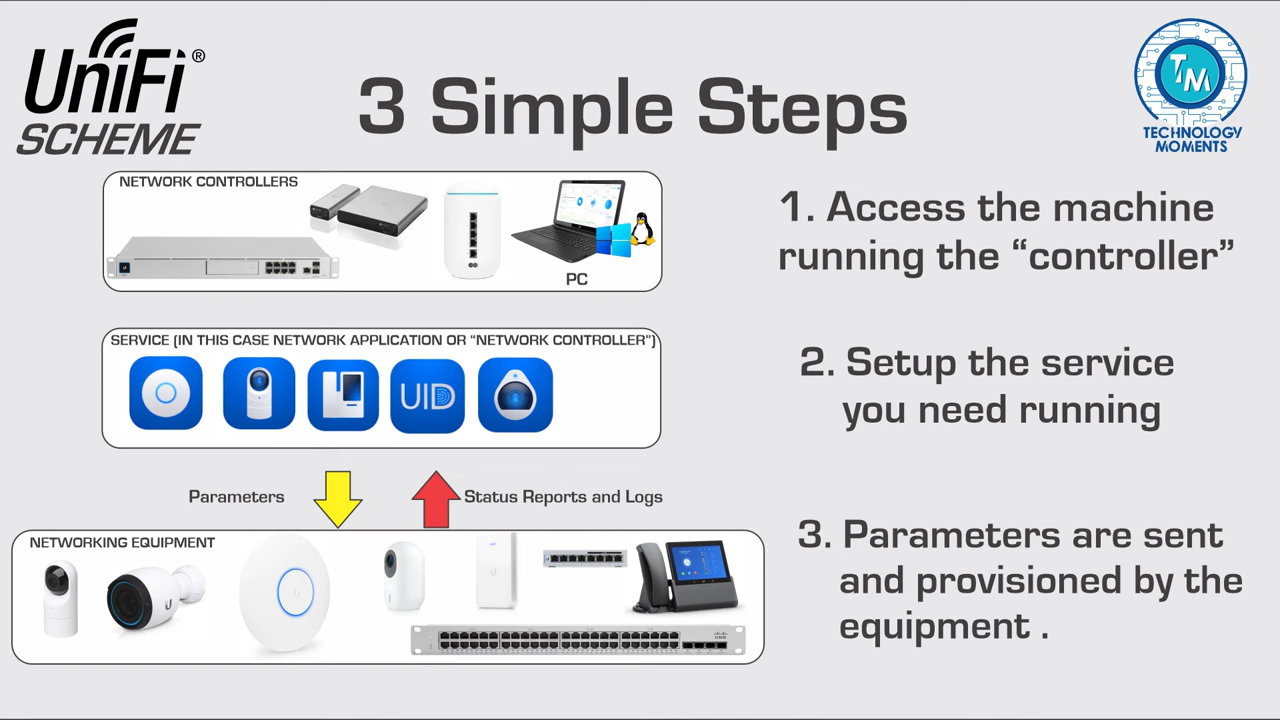 UniFi®
SCHEME
3 Simple Steps
TM
TECHNOLOGY
MOMENTS
NETWORK CONTROLLERS
PC
1. Access the machine
running the “controller”
SERVICE (IN THIS CASE NETWORK APPLICATION OR “NETWORK CONTROLLER”)
UID
2. Setup the service
you need running
Parameters
Status Reports and Logs
NETWORKING EQUIPMENT
CISCO
3. Parameters are sent
and provisioned by the
equipment .